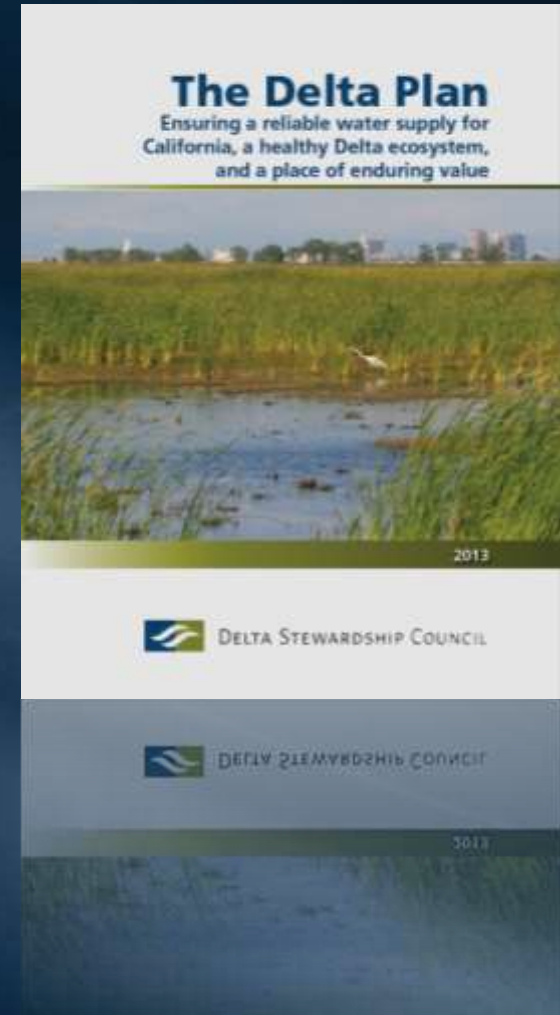 The Delta Plan
Ensuring a reliable water supply for
California, a healthy Delta ecosystem,
and a place of enduring value
2013
DELTA STEWARDSHIP COUNCIL